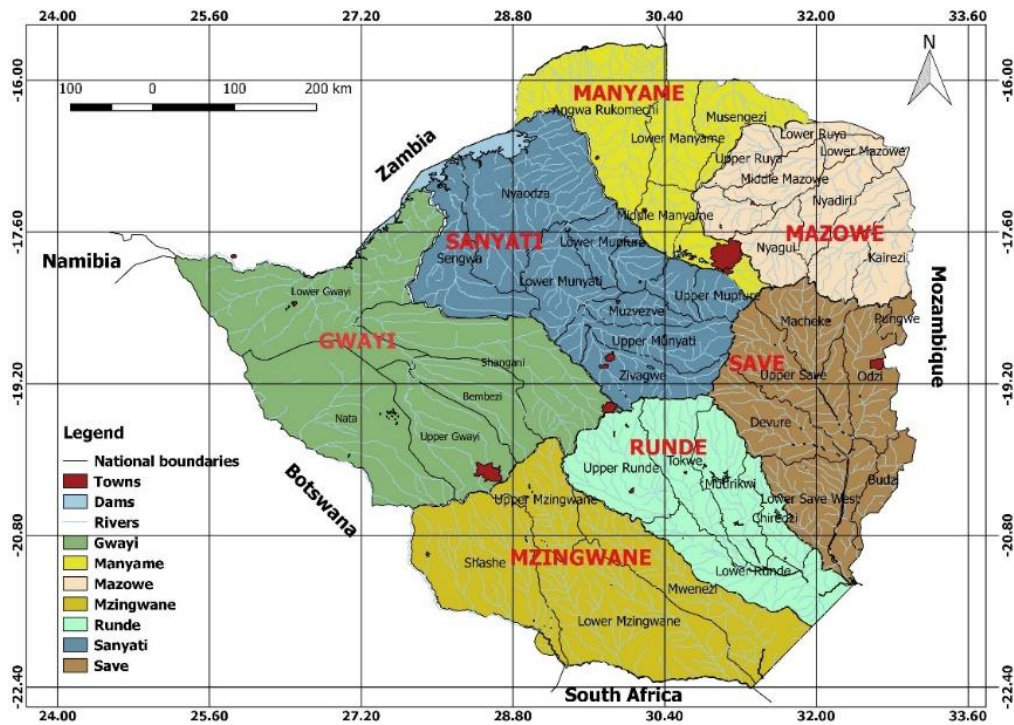 24.00 25.60 27.20 28.80 30.40 32.00 33.60
N
-16.00 -16.00
100 0 100 200 km
MANYAME
Angwa Rukomechi
Musengezi
Lower Manyame
Lower Ruya
Lower Mazowe
Upper Ruya
Zambia
Middle Mazowe
Nyaodza
Nyadiri
Middle Manyame
-17.60 -17.60
SANYATI
Lower Mupfure
MAZOWE
Nyagui
Kairezi
Namibia
Sengwa
Lower Munyati
Lower Gwayi
Upper Mupfure
Mozambique
Muzvezve
Macheke
Pungwe
GWAYI
Upper Munyati
Shangani
SAVE
Zivagwe
Upper Save
Odzi
-19.20 -19.20
Bembezi
Nata
Upper Gwayi
Devure
RUNDE
Tokwe
Upper Runde
Mutirikwi
Budzi
Botswana
Upper Mzingwane
Lower Save West
Chiredzi
-20.80 -20.80
MZINGWANE
Shashe
Lower Runde
Mwenezi
Lower Mzingwane
Legend
National boundaries
Towns
Dams
Rivers
Gwayi
Manyame
Mazowe
Mzingwane
Runde
Sanyati
Save
-22.40 -22.40
South Africa
24.00 25.60 27.20 28.80 30.40 32.00 33.60